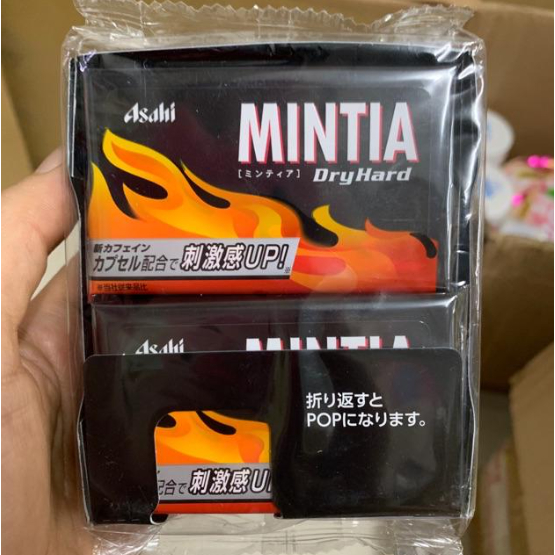 Asahi
MINTIA
[ミンティア] DryHard
新カフェイン
カプセル配合で 刺激感UP!※
※当社従来品比
Asahi
MINTIA
折り返すと
POPになります。
配合で 刺激感U